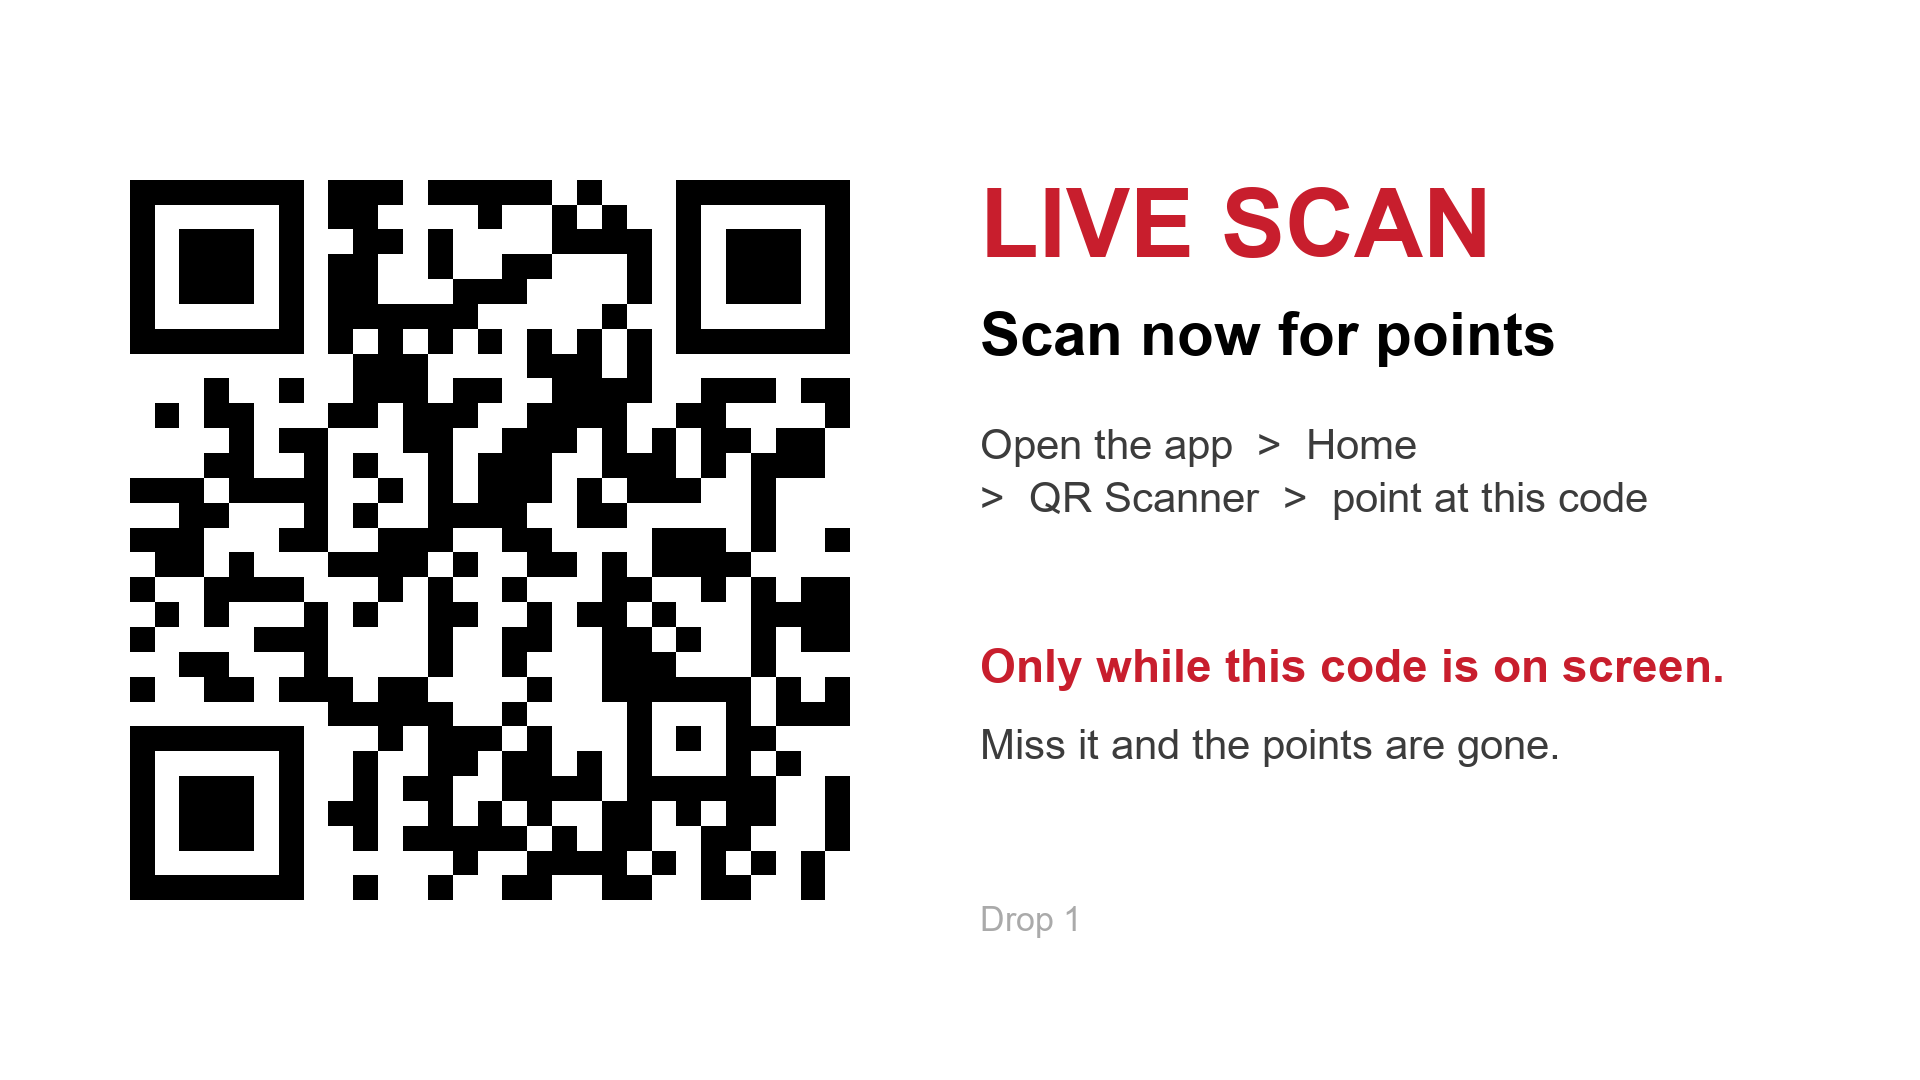 LIVE SCAN
Scan now for points
Open the app > Home
> QR Scanner > point at this code
Only while this code is on screen.
Miss it and the points are gone.
Drop 1